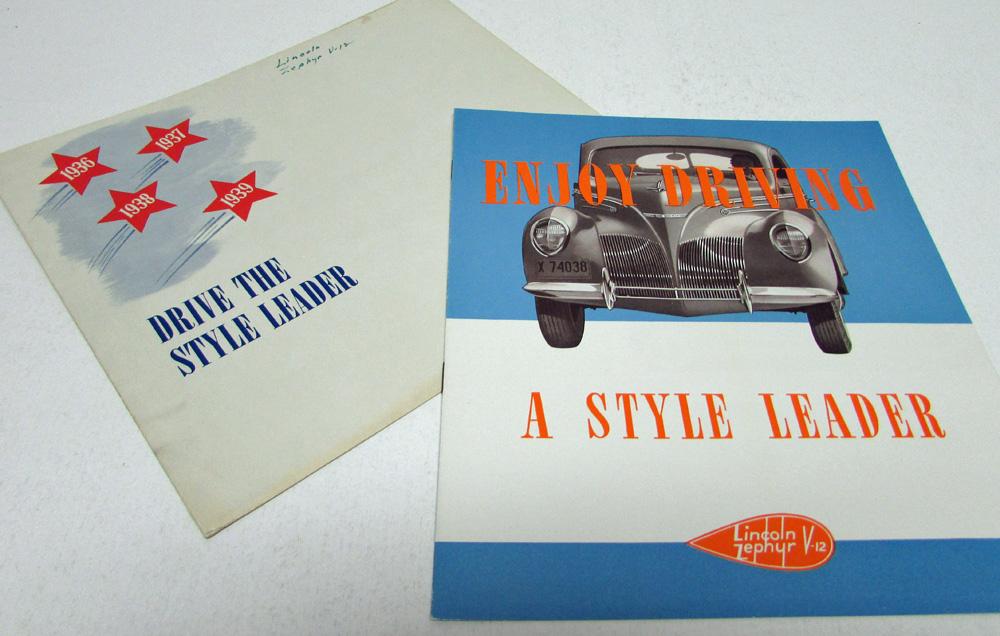 Lincoln
Zephyr V-12
1936
1937
1938
1939
DRIVE THE
STYLE LEADER
ENJOY DRIVING
X 74038
A STYLE LEADER
Lincoln
Zephyr V-12